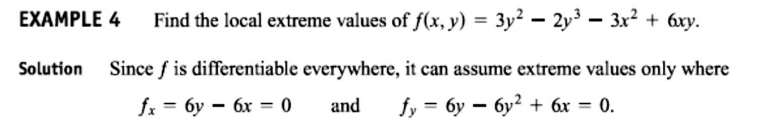 EXAMPLE 4 Find the local extreme values of f(x, y) = 3y² − 2y³ − 3x² + 6xy.
Solution Since f is differentiable everywhere, it can assume extreme values only where
fₓ = 6y − 6x = 0 and f_y = 6y − 6y² + 6x = 0.